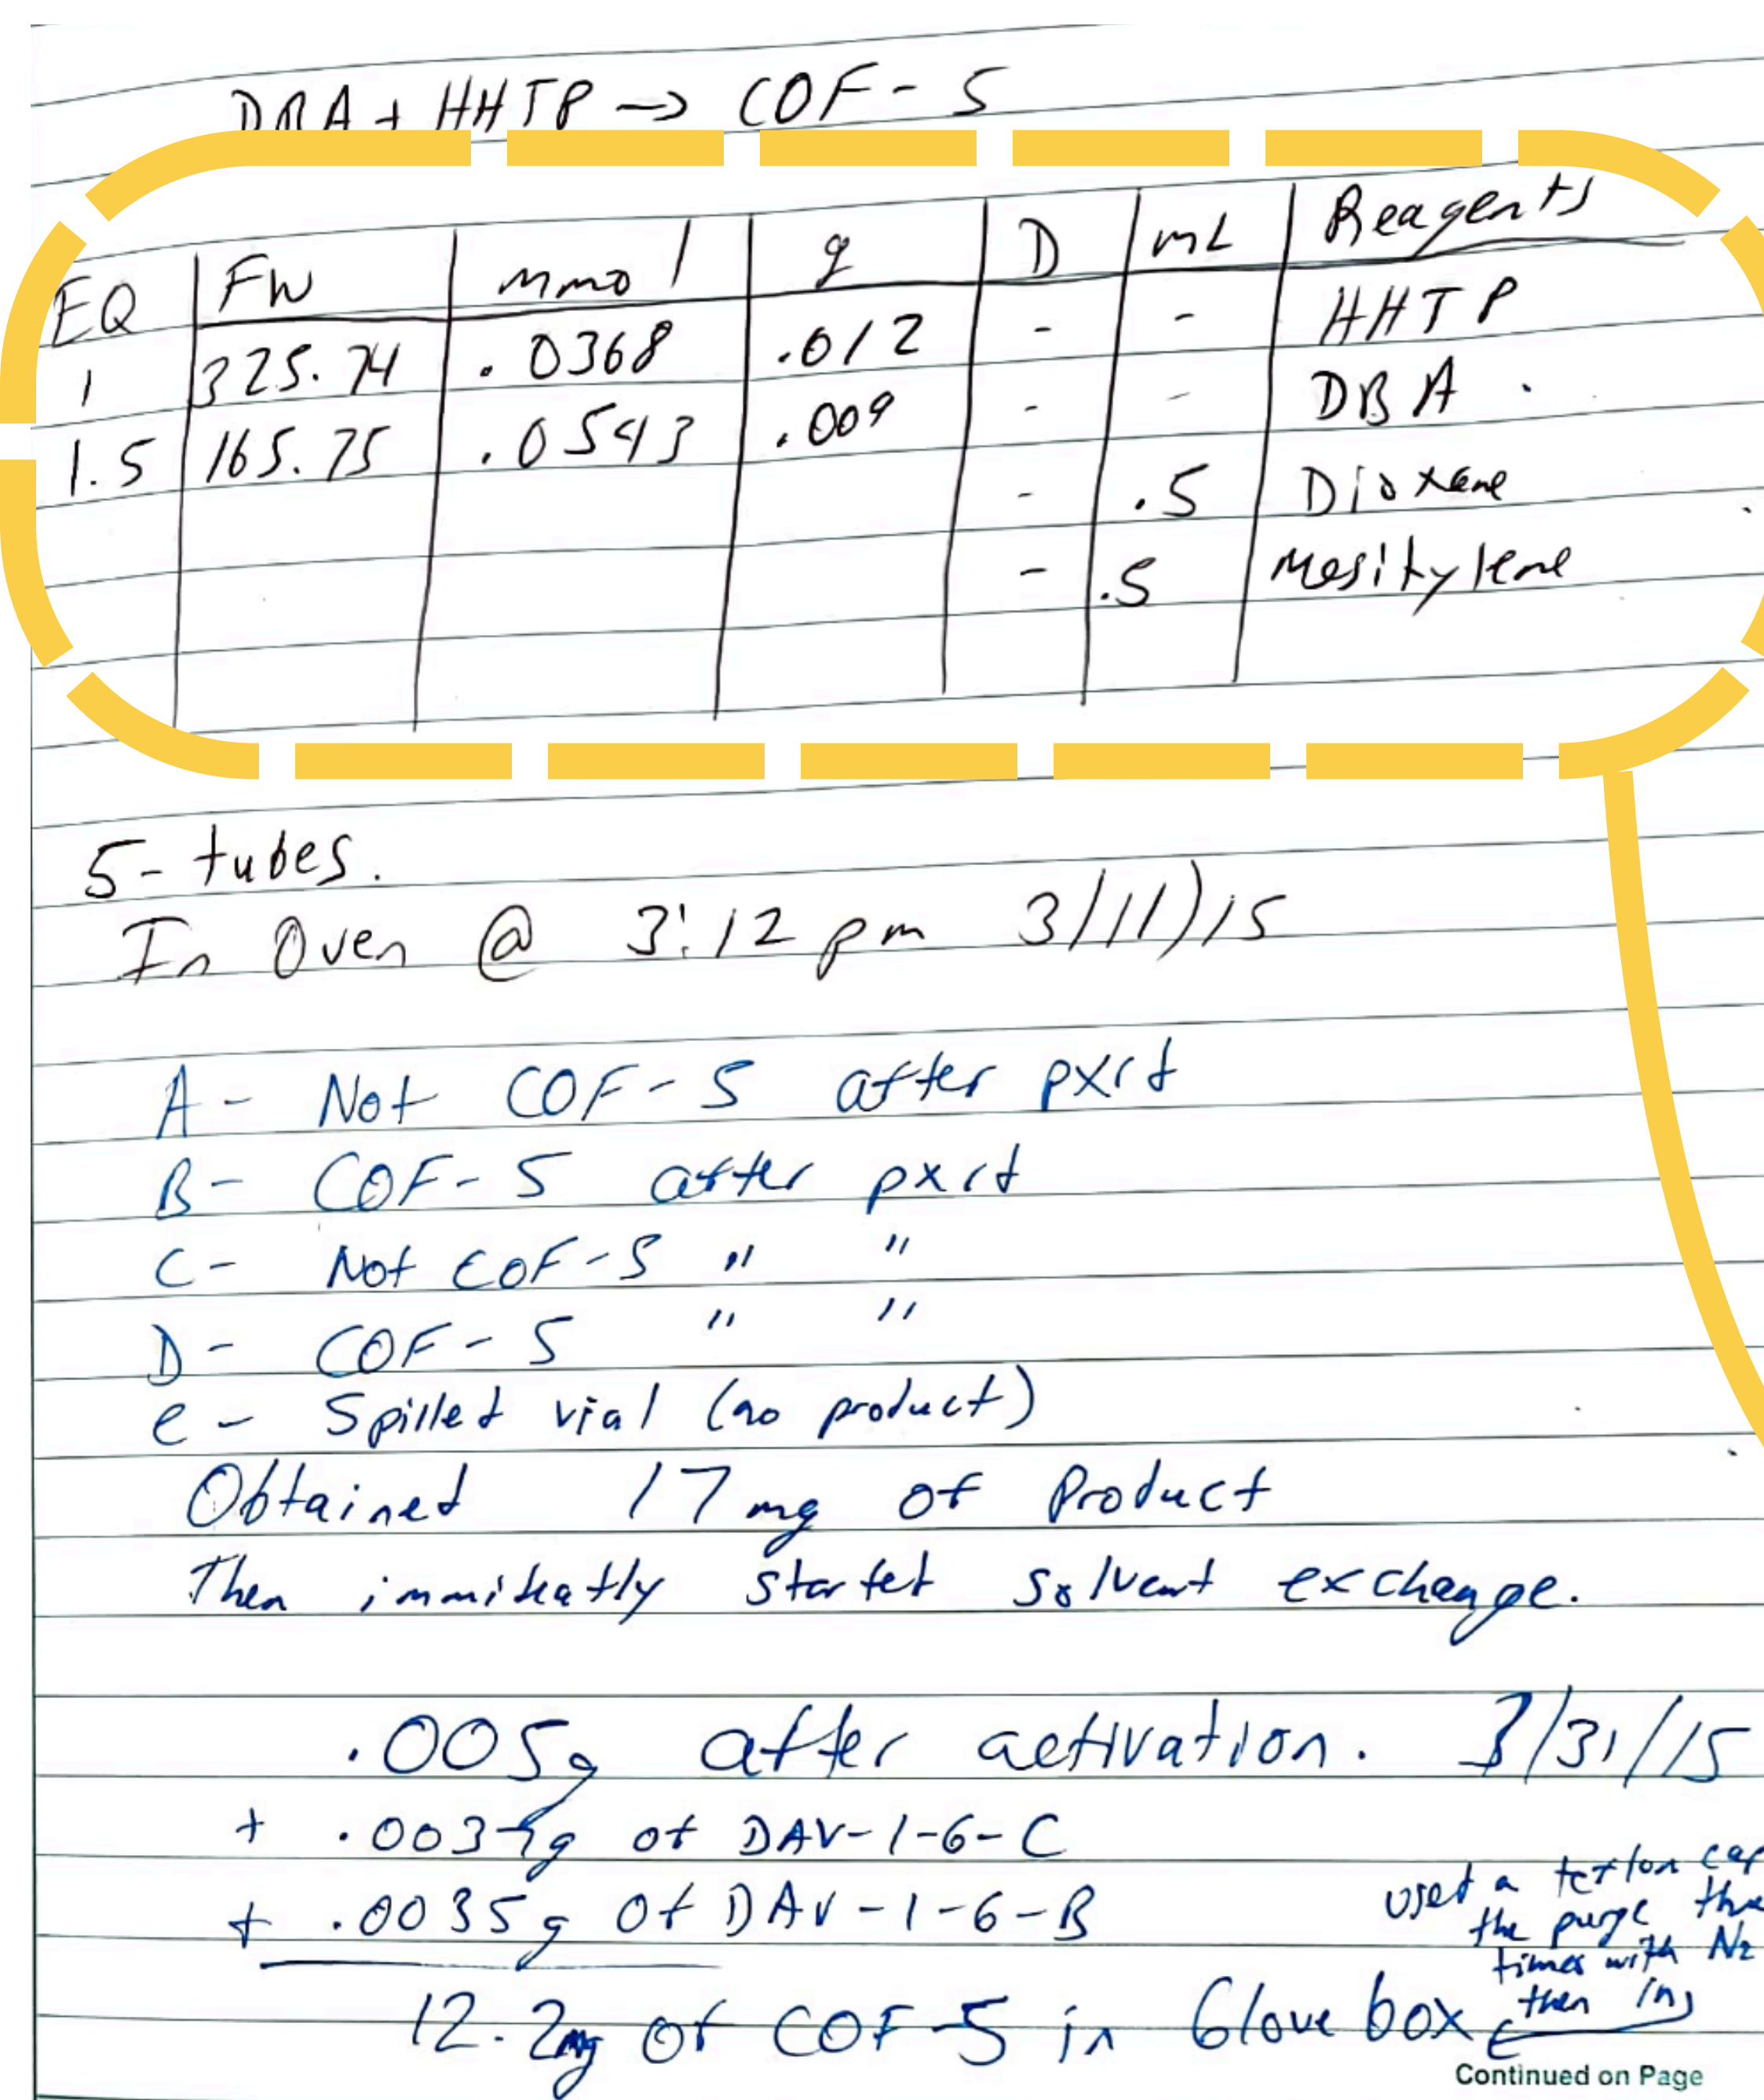 DBA + HHTP → COF-5
EQ FW mmol g D mL Reagents
1 325.74 .0368 .012 - - HHTP
1.5 165.75 .0543 .009 - - DBA
- .5 Dioxane
- .5 Mesitylene
5-tubes.
In Oven @ 3:12 pm 3/11/15
A - Not COF-5 after pxrd
B - COF-5 after pxrd
C - Not COF-5 " "
D - COF-5 " "
e - Spilled vial (no product)
Obtained 17 mg of Product
Then immideatly started solvent exchange.
.005g after activation. 3/31/15
+ g of DAV-1-6-C
+ .0035g of DAV-1-6-B
used a teflon cap
the purge
times with N2
then in
12.2mg of COF-5 in Glove box
Continued on Page